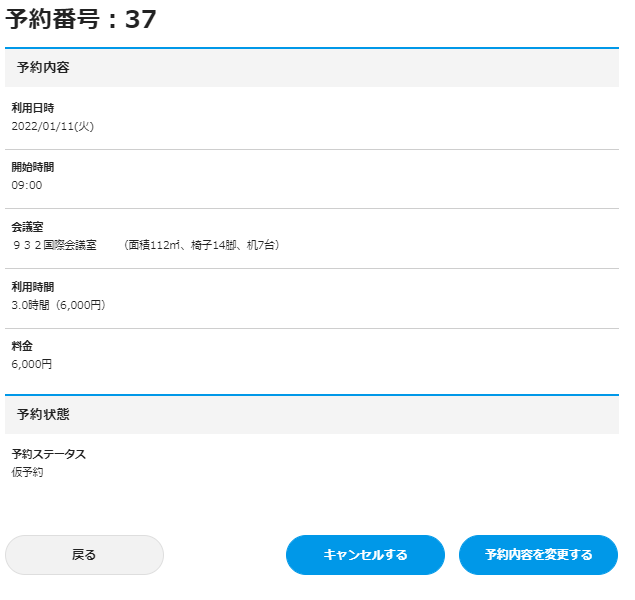 予約番号：37
予約内容
利用日時
2022/01/11(火)
開始時間
09:00
会議室
９３２国際会議室　　（面積112㎡、椅子14脚、机7台）
利用時間
3.0時間（6,000円）
料金
6,000円
予約状態
予約ステータス
仮予約
戻る
キャンセルする
予約内容を変更する